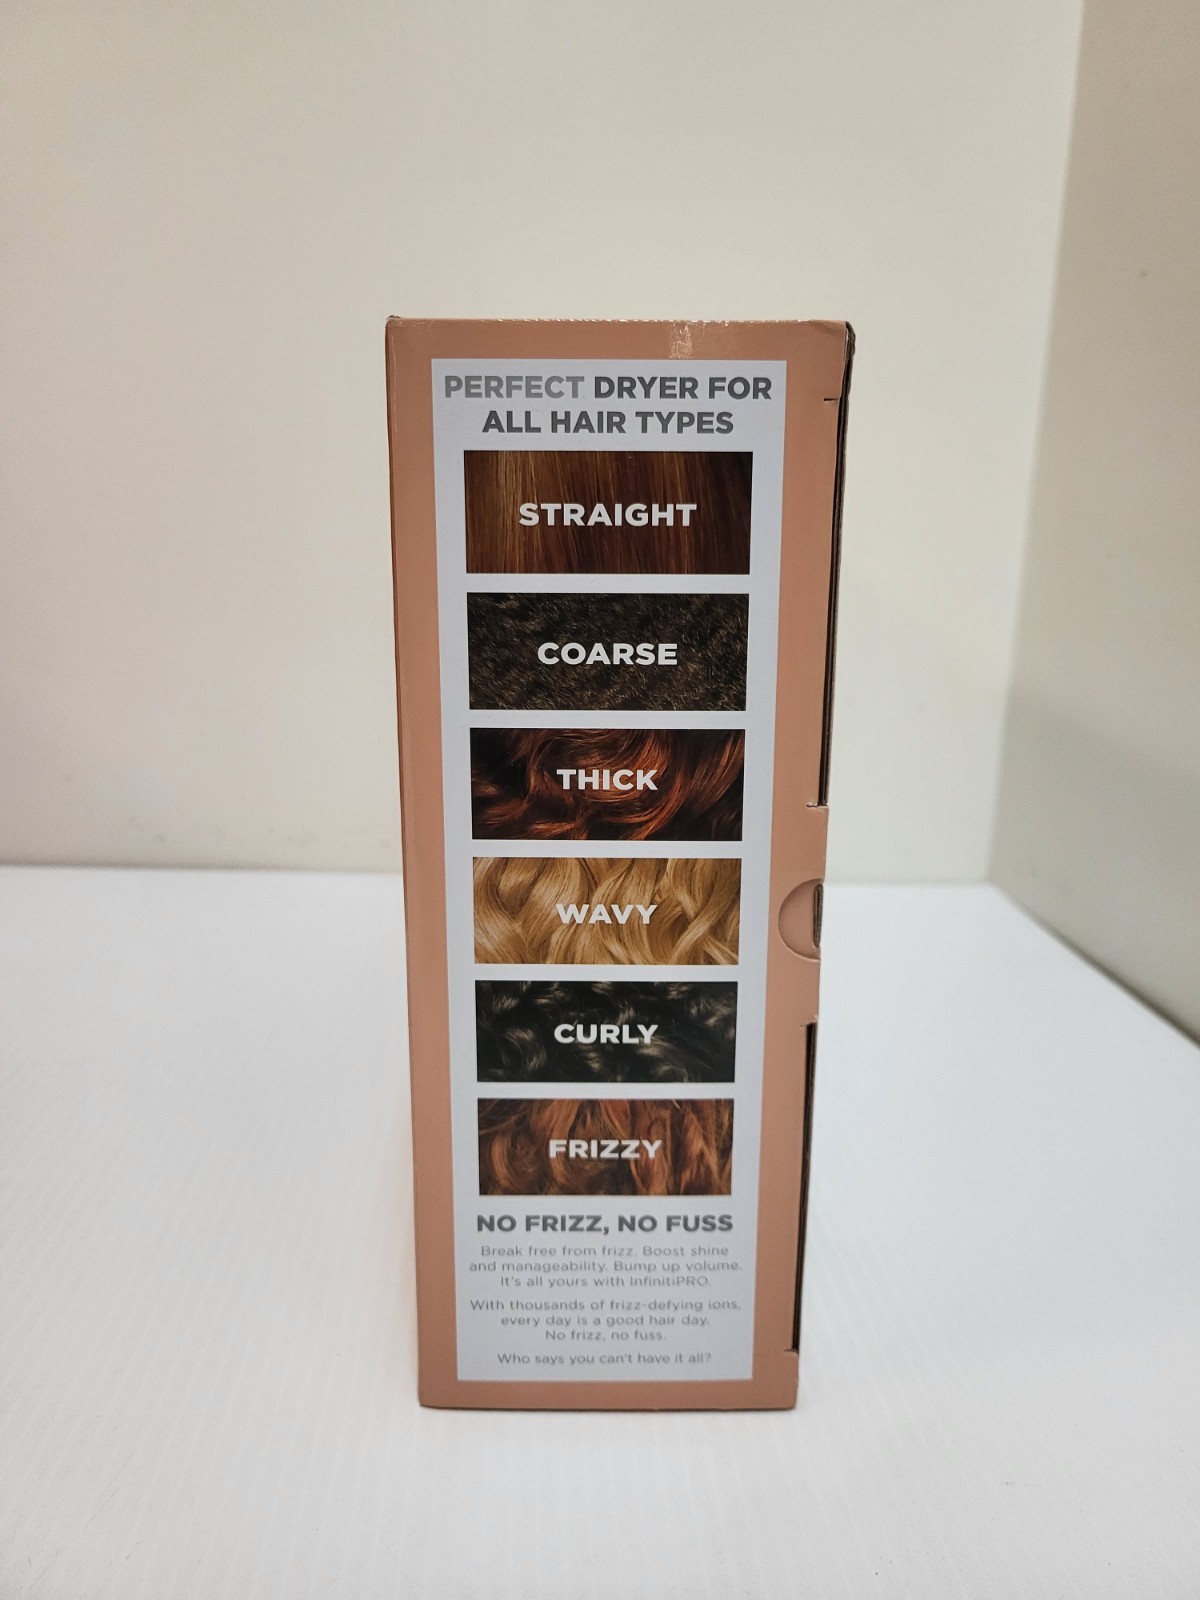 PERFECT DRYER FOR
ALL HAIR TYPES
STRAIGHT
COARSE
THICK
WAVY
CURLY
FRIZZY
NO FRIZZ, NO FUSS
Break free from frizz. Boost shine
and manageability. Bump up volume.
It's all yours with InfinitiPRO.
With thousands of frizz-defying ions,
every day is a good hair day.
No frizz, no fuss.
Who says you can't have it all?